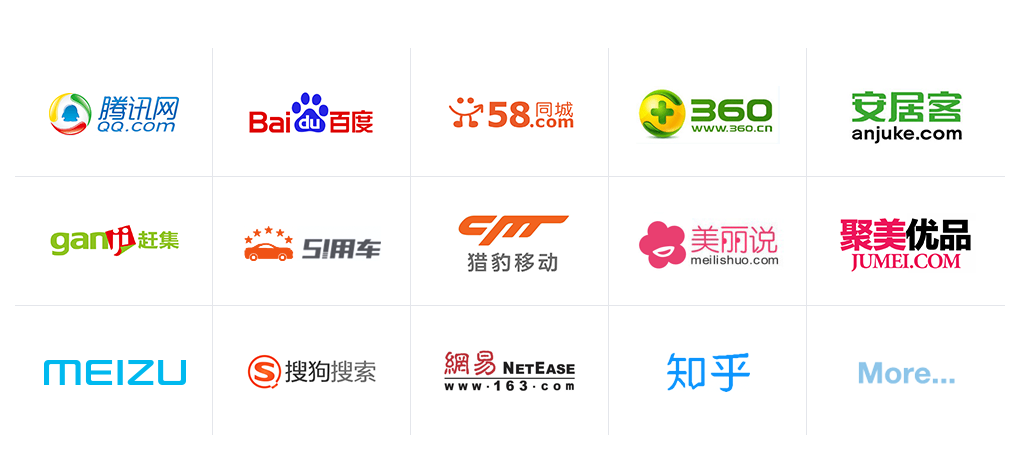 腾讯网
QQ.com
Bai du 百度
58 同城
.com
360
www.360.cn
安居客
anjuke.com
ganji 赶集
51用车
CM
猎豹移动
美丽说
meilishuo.com
聚美优品
JUMEI.COM
MEIZU
S 搜狗搜索
網易 NETEASE
www.163.com
知乎
More...